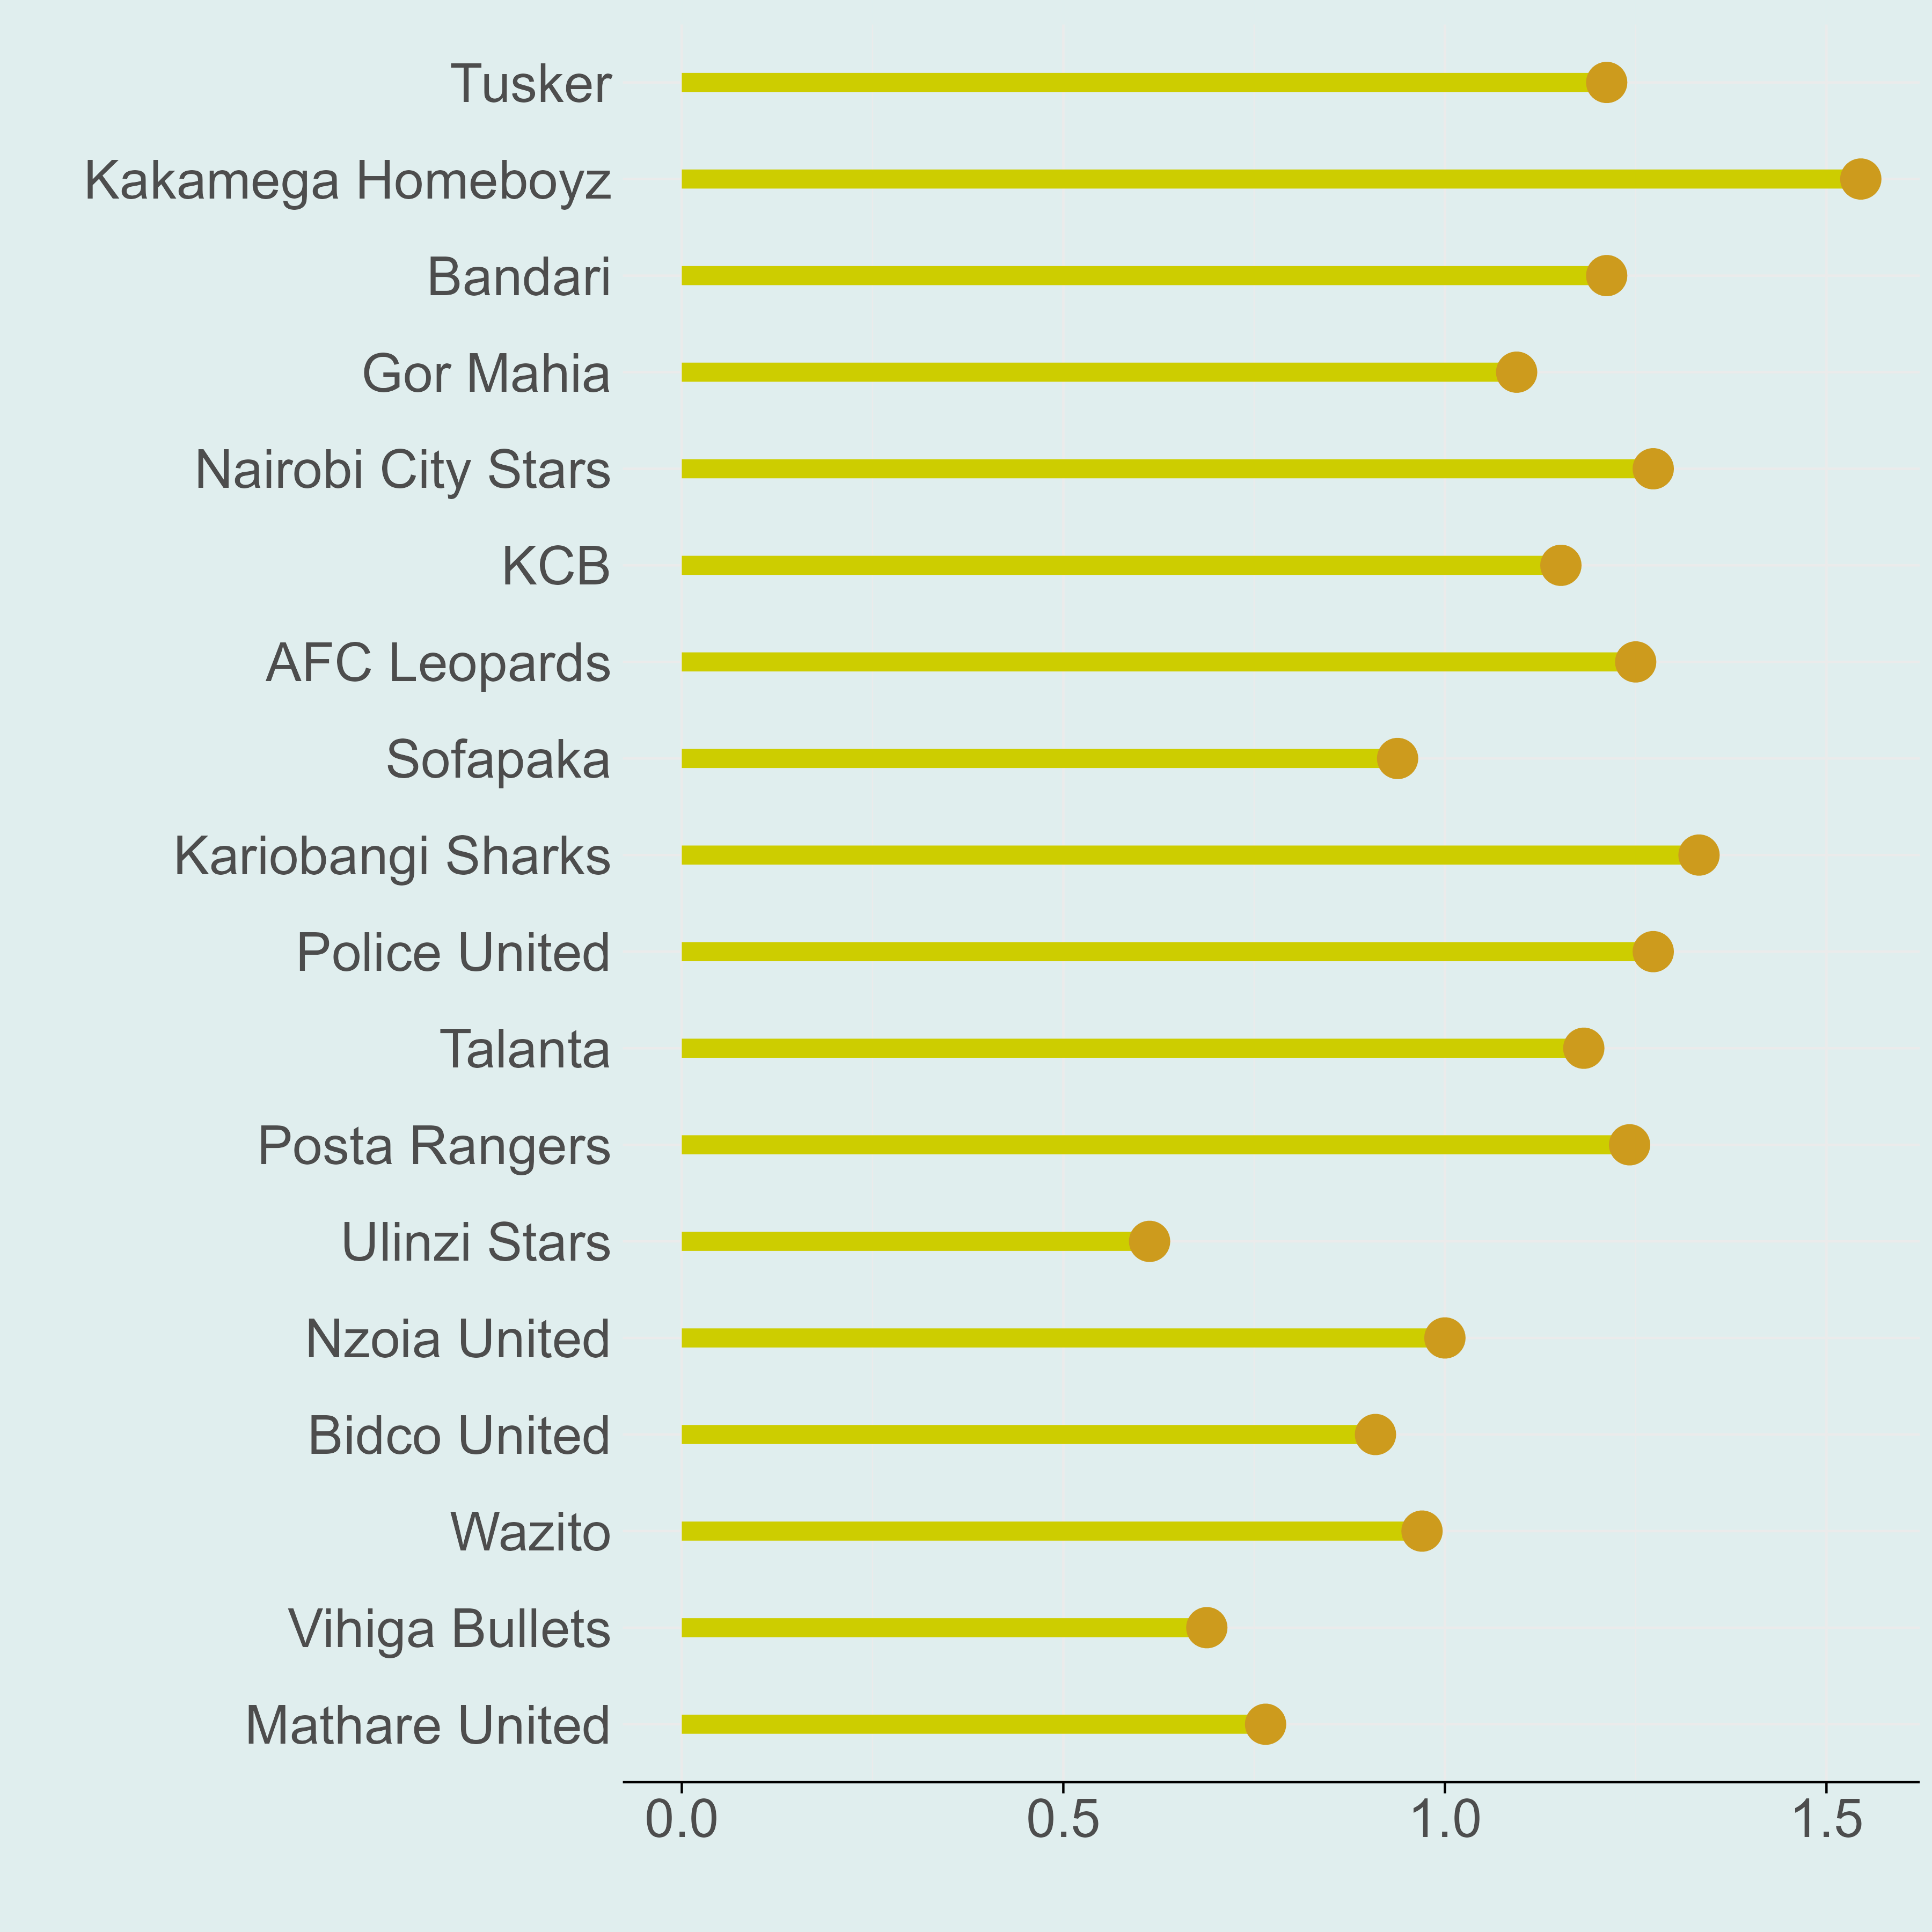 Tusker
Kakamega Homeboyz
Bandari
Gor Mahia
Nairobi City Stars
KCB
AFC Leopards
Sofapaka
Kariobangi Sharks
Police United
Talanta
Posta Rangers
Ulinzi Stars
Nzoia United
Bidco United
Wazito
Vihiga Bullets
Mathare United
0.0 0.5 1.0 1.5